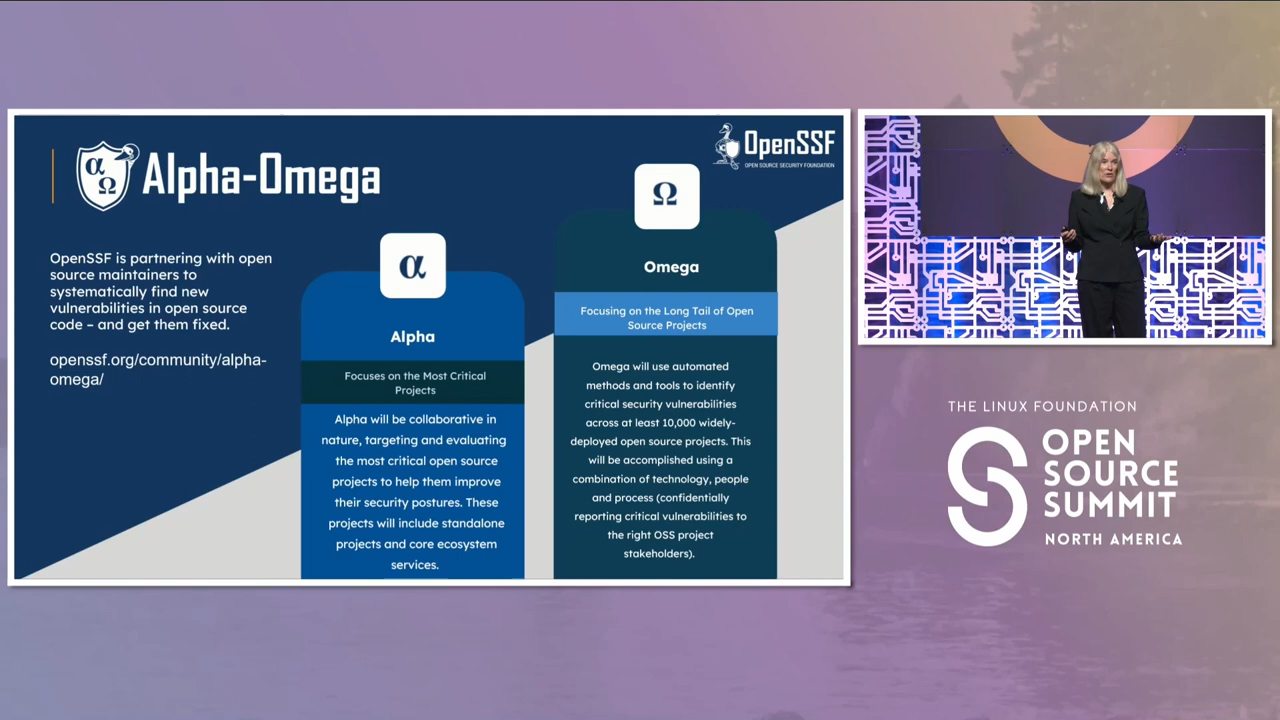 α
Ω
Alpha-Omega
OpenSSF
OPEN SOURCE SECURITY FOUNDATION
OpenSSF is partnering with open
source maintainers to
systematically find new
vulnerabilities in open source
code – and get them fixed.
openssf.org/community/alpha-
omega/
α
Alpha
Focuses on the Most Critical
Projects
Alpha will be collaborative in
nature, targeting and evaluating
the most critical open source
projects to help them improve
their security postures. These
projects will include standalone
projects and core ecosystem
services.
Ω
Omega
Focusing on the Long Tail of Open
Source Projects
Omega will use automated
methods and tools to identify
critical security vulnerabilities
across at least 10,000 widely-
deployed open source projects. This
will be accomplished using a
combination of technology, people
and process (confidentially
reporting critical vulnerabilities to
the right OSS project
stakeholders).
THE LINUX FOUNDATION
OPEN
SOURCE
SUMMIT
NORTH AMERICA